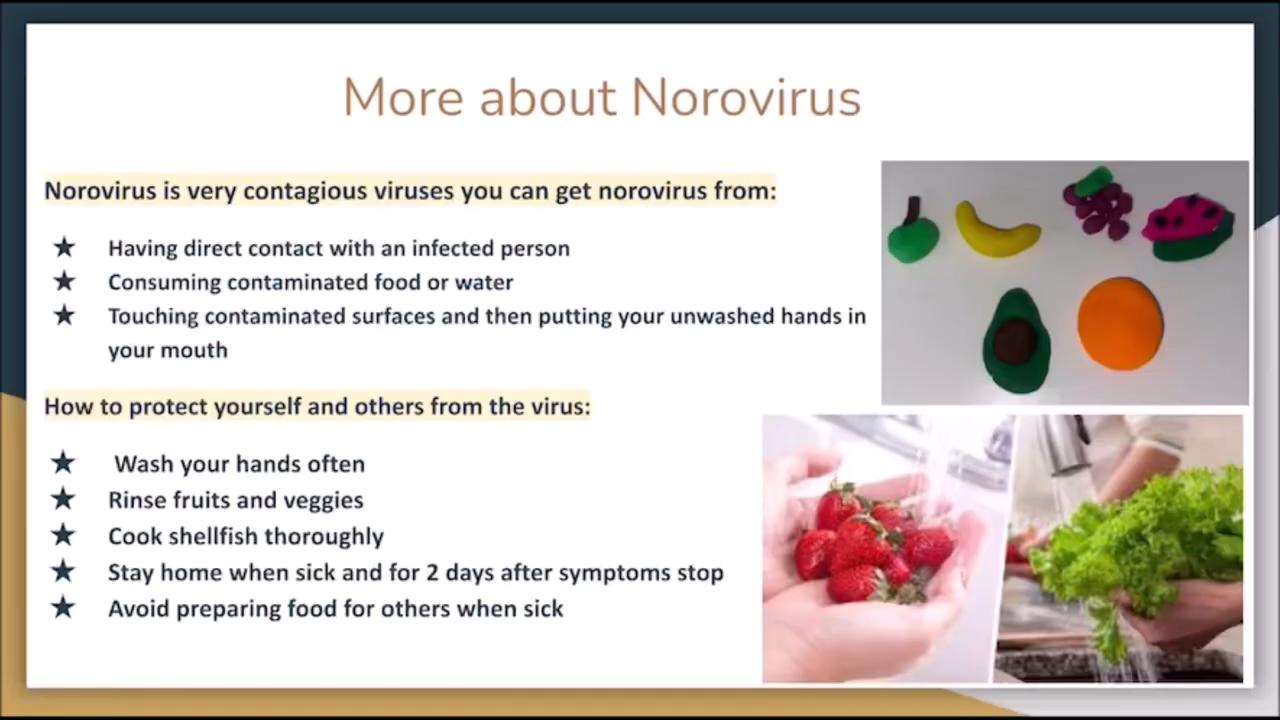 More about Norovirus
Norovirus is very contagious viruses you can get norovirus from:
★ Having direct contact with an infected person
★ Consuming contaminated food or water
★ Touching contaminated surfaces and then putting your unwashed hands in
your mouth
How to protect yourself and others from the virus:
★ Wash your hands often
★ Rinse fruits and veggies
★ Cook shellfish thoroughly
★ Stay home when sick and for 2 days after symptoms stop
★ Avoid preparing food for others when sick